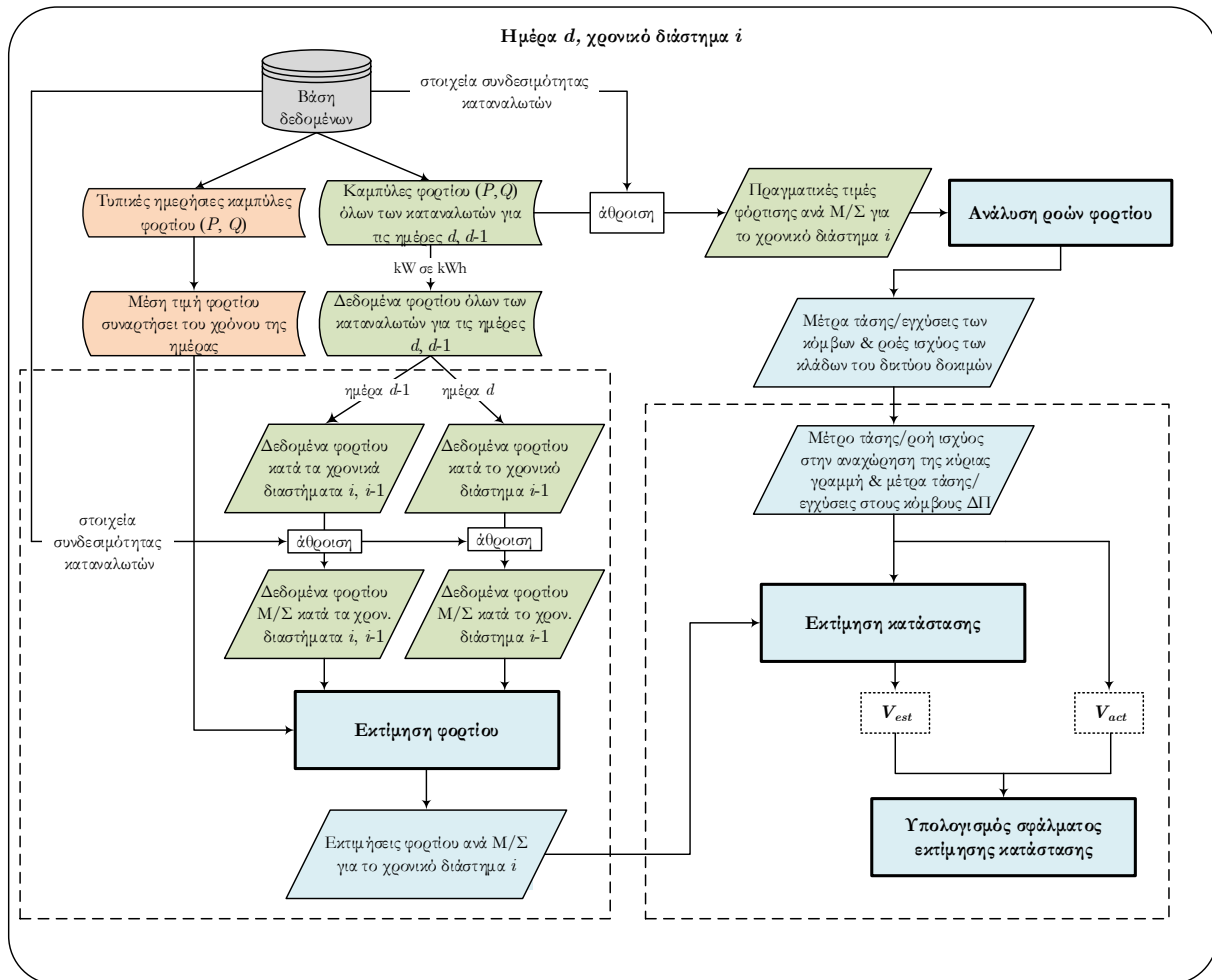 Ημέρα d, χρονικό διάστημα i
στοιχεία συνδεσιμότητας
καταναλωτών
Βάση
δεδομένων
Τυπικές ημερήσιες καμπύλες
φορτίου (P, Q)
Καμπύλες φορτίου (P, Q)
όλων των καταναλωτών για
τις ημέρες d, d-1
άθροιση
Πραγματικές τιμές
φόρτισης ανά Μ/Σ για
το χρονικό διάστημα i
Ανάλυση ροών φορτίου
kW σε kWh
Μέση τιμή φορτίου
συναρτήσει του χρόνου της
ημέρας
Δεδομένα φορτίου όλων των
καταναλωτών για τις ημέρες
d, d-1
Μέτρα τάσης/εγχύσεις των
κόμβων & ροές ισχύος των
κλάδων του δικτύου δοκιμών
ημέρα d-1
ημέρα d
Δεδομένα φορτίου
κατά τα χρονικά
διαστήματα i, i-1
Δεδομένα φορτίου
κατά το χρονικό
διάστημα i-1
Μέτρο τάσης/ροή ισχύος
στην αναχώρηση της κύριας
γραμμή & μέτρα τάσης/
εγχύσεις στους κόμβους ΔΠ
στοιχεία
συνδεσιμότητας
καταναλωτών
άθροιση
άθροιση
Δεδομένα φορτίου
Μ/Σ κατά τα χρον.
διαστήματα i, i-1
Δεδομένα φορτίου
Μ/Σ κατά το χρον.
διάστημα i-1
Εκτίμηση κατάστασης
Εκτίμηση φορτίου
Vest
Vact
Εκτιμήσεις φορτίου ανά Μ/Σ
για το χρονικό διάστημα i
Υπολογισμός σφάλματος
εκτίμησης κατάστασης